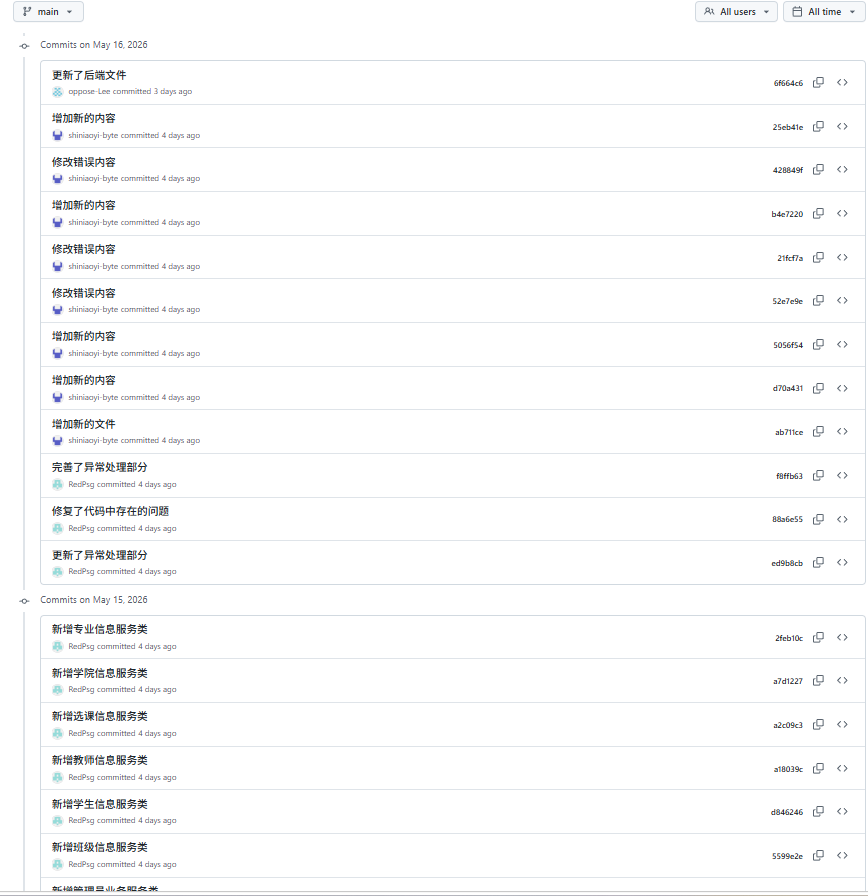 main
All users
All time
Commits on May 16, 2026
更新了后端文件
oppose-Lee committed 3 days ago
6f664c6
增加新的内容
shiniaoyi-byte committed 4 days ago
25eb41e
修改错误内容
shiniaoyi-byte committed 4 days ago
428849f
增加新的内容
shiniaoyi-byte committed 4 days ago
b4e7220
修改错误内容
shiniaoyi-byte committed 4 days ago
21fcf7a
修改错误内容
shiniaoyi-byte committed 4 days ago
52e7e9e
增加新的内容
shiniaoyi-byte committed 4 days ago
5056f54
增加新的内容
shiniaoyi-byte committed 4 days ago
d70a431
增加新的文件
shiniaoyi-byte committed 4 days ago
ab711ce
完善了异常处理部分
RedPsg committed 4 days ago
f8ffb63
修复了代码中存在的问题
RedPsg committed 4 days ago
88a6e55
更新了异常处理部分
RedPsg committed 4 days ago
ed9b8cb
Commits on May 15, 2026
新增专业信息服务类
RedPsg committed 4 days ago
2feb10c
新增学院信息服务类
RedPsg committed 4 days ago
a7d1227
新增选课信息服务类
RedPsg committed 4 days ago
a2c09c3
新增教师信息服务类
RedPsg committed 4 days ago
a18039c
新增学生信息服务类
RedPsg committed 4 days ago
d846246
新增班级信息服务类
RedPsg committed 4 days ago
5599e2e
新增管理员业务服务类